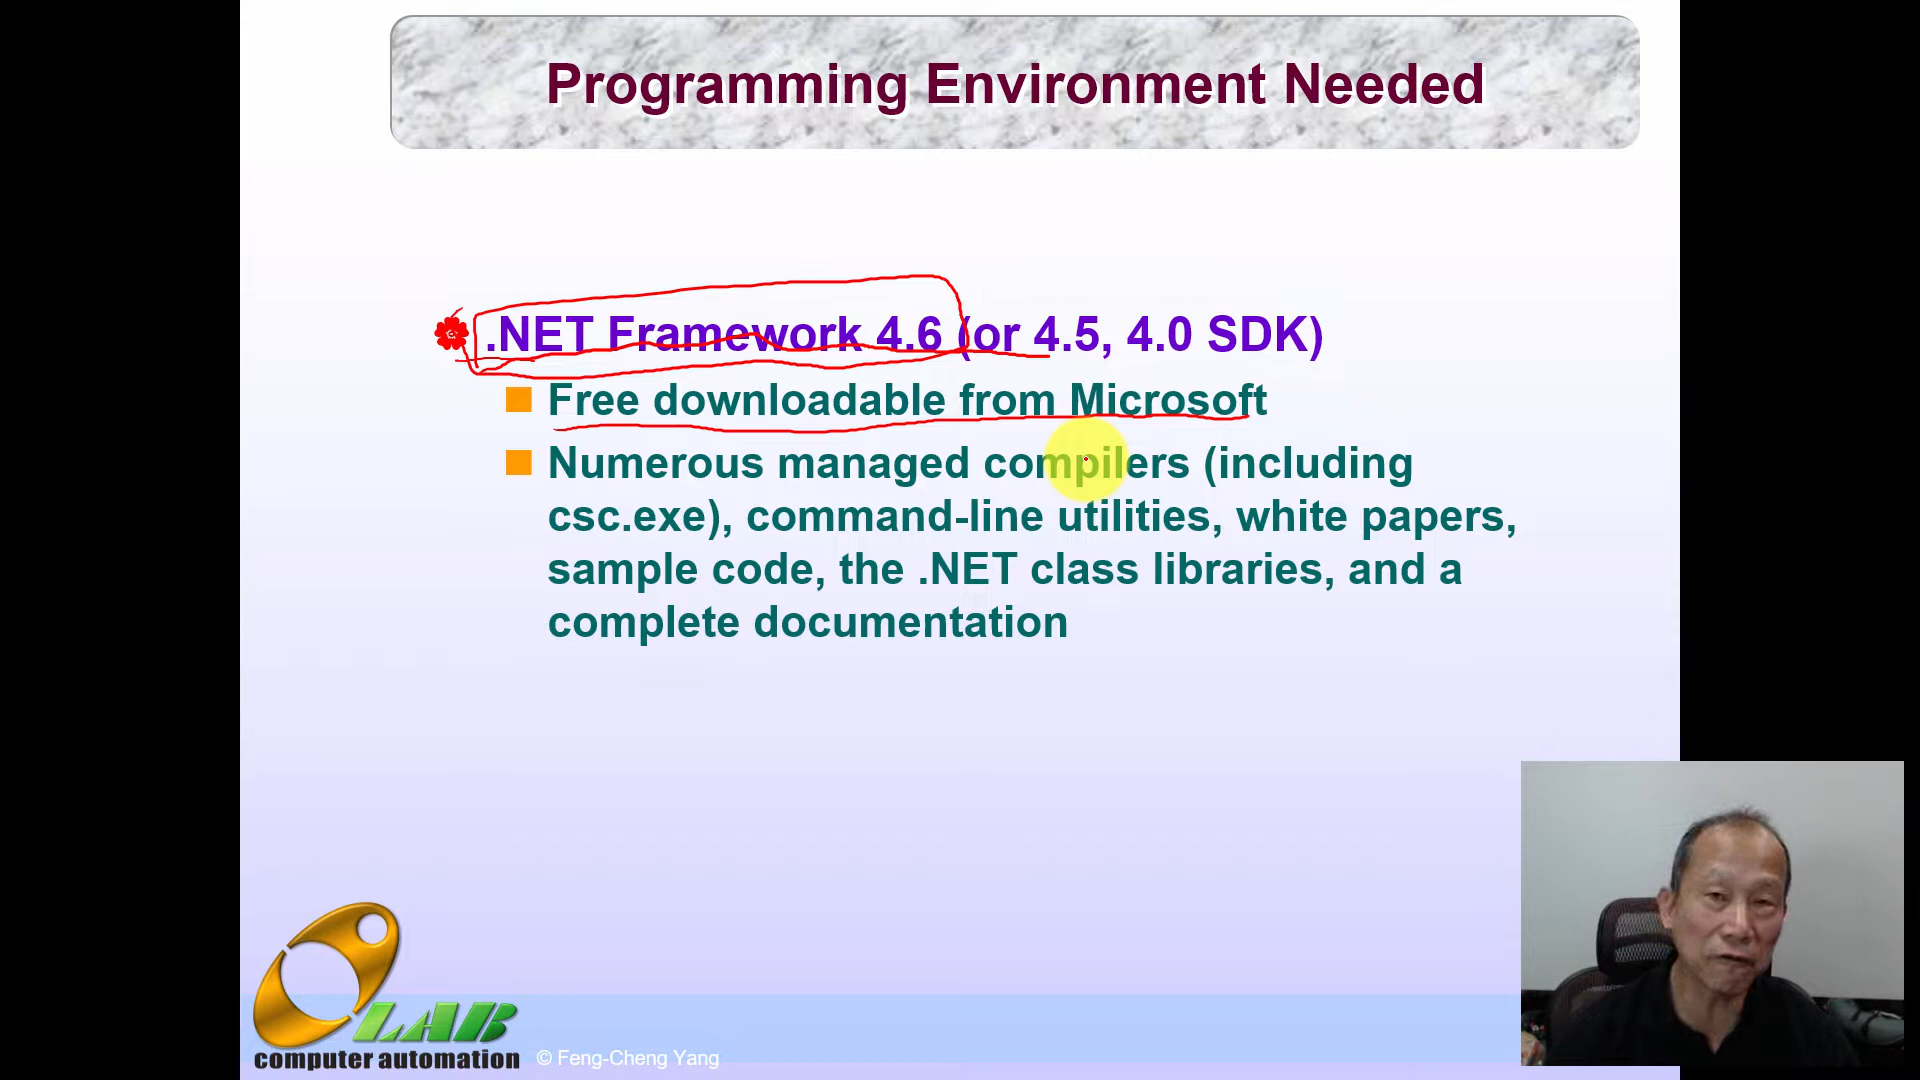 Programming Environment Needed
.NET Framework 4.6 (or 4.5, 4.0 SDK)
Free downloadable from Microsoft
Numerous managed compilers (including
csc.exe), command-line utilities, white papers,
sample code, the .NET class libraries, and a
complete documentation
LAB
computer automation
© Feng-Cheng Yang